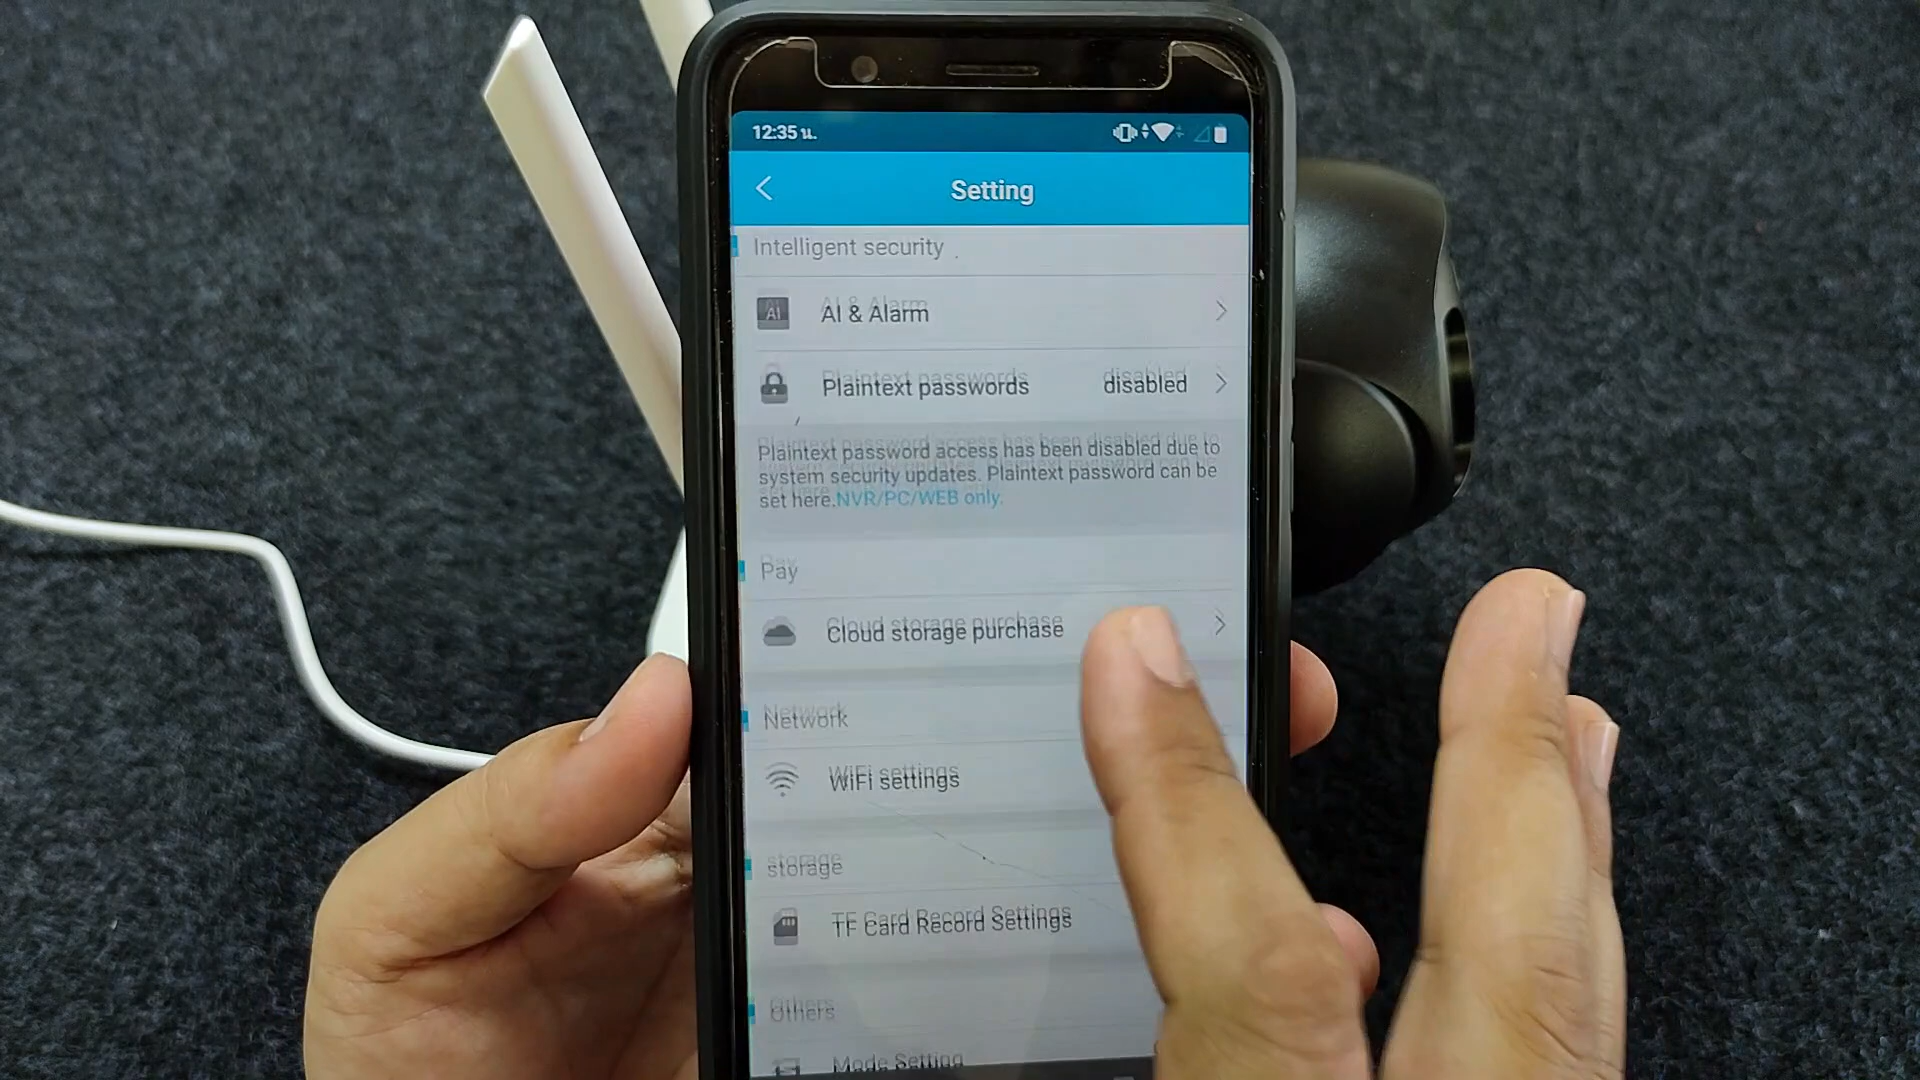 12:35 น.
Setting
Intelligent security
AI
AI & Alarm
Plaintext passwords disabled
Plaintext password access has been disabled due to
system security updates. Plaintext password can be
set here.NVR/PC/WEB only.
Pay
Cloud storage purchase
Network
WiFi settings
storage
TF Card Record Settings
Others
Mode Setting